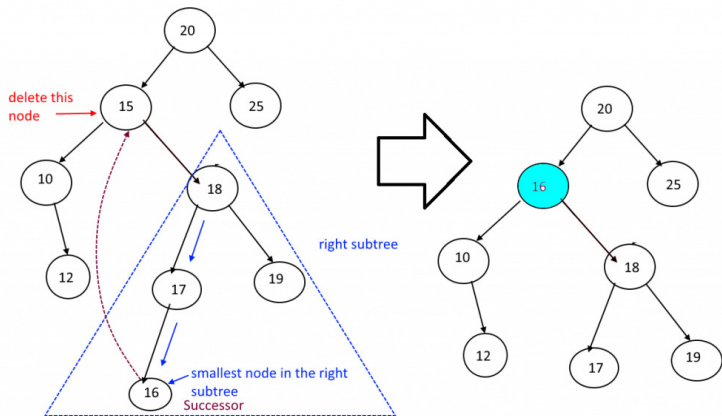 20
delete this
node
15
25
10
18
12
17
19
right subtree
16
smallest node in the right
subtree
Successor
20
16
25
10
18
12
17
19